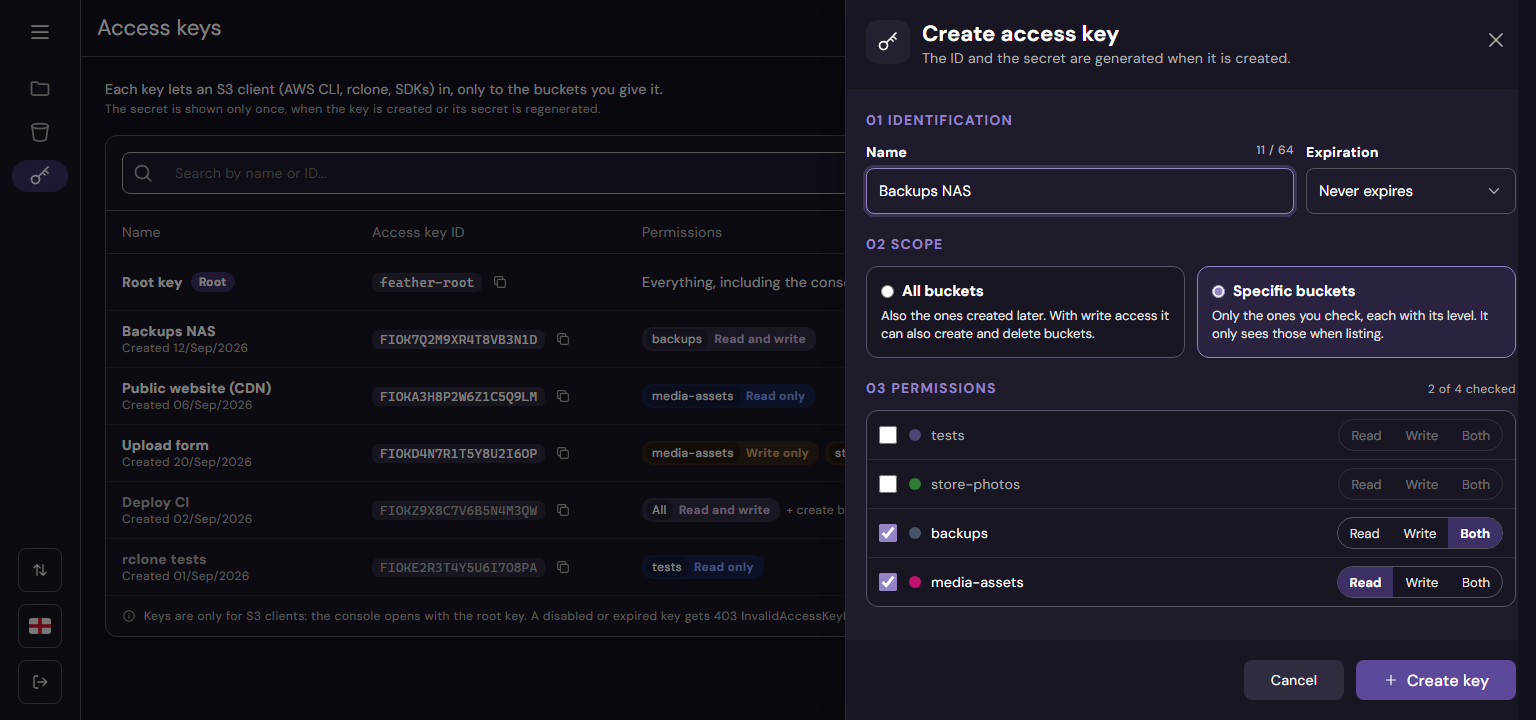 Access keys
Each key lets an S3 client (AWS CLI, rclone, SDKs) in, only to the buckets you give it.
The secret is shown only once, when the key is created or its secret is regenerated.
Search by name or ID...
Name Access key ID Permissions
Root key Root feather-root Everything, including the cons
Backups NAS FIOK7Q2M9XR4T8VB3N1D backups Read and write
Created 12/Sep/2026
Public website (CDN) FIOKA3H8P2W6Z1C5Q9LM media-assets Read only
Created 06/Sep/2026
Upload form FIOKD4N7R1T5Y8U2I6OP media-assets Write only st
Created 20/Sep/2026
Deploy CI FIOKZ9X8C7V6B5N4M3QW All Read and write + create b
Created 02/Sep/2026
rclone tests FIOKE2R3T4Y5U6I7O8PA tests Read only
Created 01/Sep/2026
Keys are only for S3 clients: the console opens with the root key. A disabled or expired key gets 403 InvalidAccessKeyI
Create access key
The ID and the secret are generated when it is created.
01 IDENTIFICATION
Name 11 / 64 Expiration
Backups NAS Never expires
02 SCOPE
All buckets
Also the ones created later. With write access it
can also create and delete buckets.
Specific buckets
Only the ones you check, each with its level. It
only sees those when listing.
03 PERMISSIONS 2 of 4 checked
tests Read Write Both
store-photos Read Write Both
backups Read Write Both
media-assets Read Write Both
Cancel + Create key